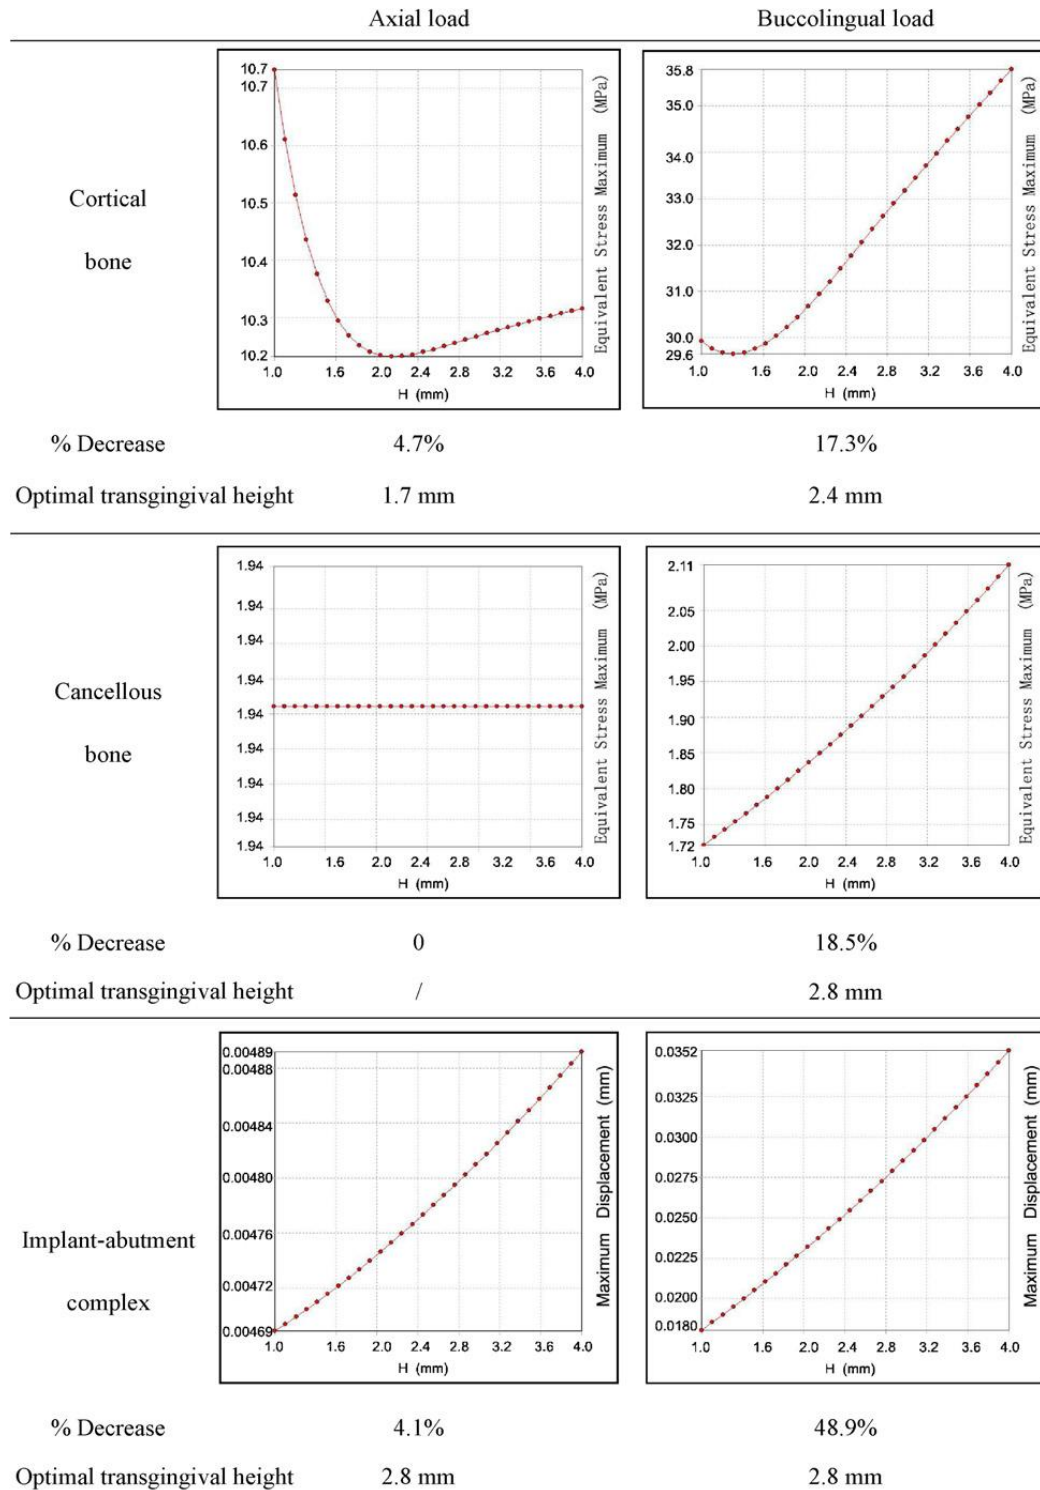 Axial load Buccolingual load
Cortical
bone
10.7
10.7
10.6
10.5
10.4
10.3
10.2
1.0 1.6 2.0 2.4 2.8 3.2 3.6 4.0
H (mm)
Equivalent Stress Maximum (MPa)
35.8
35.0
34.0
33.0
32.0
31.0
30.0
29.6
1.0 1.6 2.0 2.4 2.8 3.2 3.6 4.0
H (mm)
Equivalent Stress Maximum (MPa)
% Decrease 4.7% 17.3%
Optimal transgingival height 1.7 mm 2.4 mm
Cancellous
bone
1.94
1.94
1.94
1.94
1.94
1.94
1.94
1.94
1.94
1.0 1.6 2.0 2.4 2.8 3.2 3.6 4.0
H (mm)
Equivalent Stress Maximum (MPa)
2.11
2.05
2.00
1.95
1.90
1.85
1.80
1.75
1.72
1.0 1.6 2.0 2.4 2.8 3.2 3.6 4.0
H (mm)
Equivalent Stress Maximum (MPa)
% Decrease 0 18.5%
Optimal transgingival height / 2.8 mm
Implant-abutment
complex
0.00489
0.00488
0.00484
0.00480
0.00476
0.00472
0.00469
1.0 1.6 2.0 2.4 2.8 3.2 3.6 4.0
H (mm)
Maximum Displacement (mm)
0.0352
0.0325
0.0300
0.0275
0.0250
0.0225
0.0200
0.0180
1.0 1.6 2.0 2.4 2.8 3.2 3.6 4.0
H (mm)
Maximum Displacement (mm)
% Decrease 4.1% 48.9%
Optimal transgingival height 2.8 mm 2.8 mm